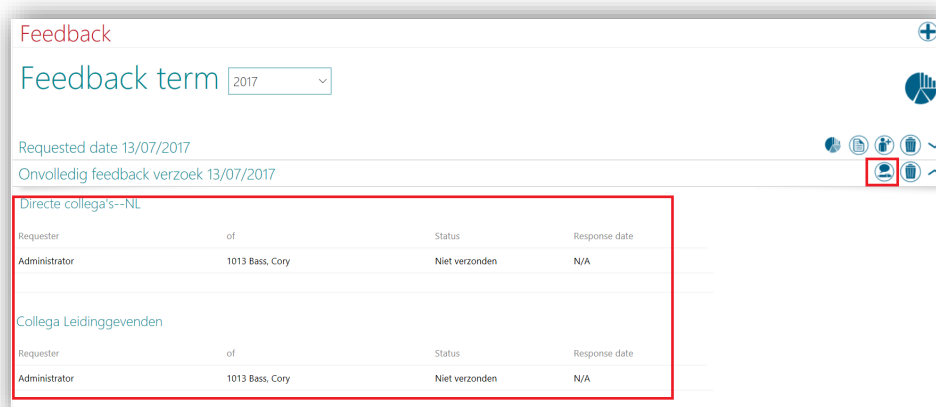 Feedback
Feedback term 2017
Requested date 13/07/2017
Onvolledig feedback verzoek 13/07/2017
Directe collega's--NL
Requester of Status Response date
Administrator 1013 Bass, Cory Niet verzonden N/A
Collega Leidinggevenden
Requester of Status Response date
Administrator 1013 Bass, Cory Niet verzonden N/A